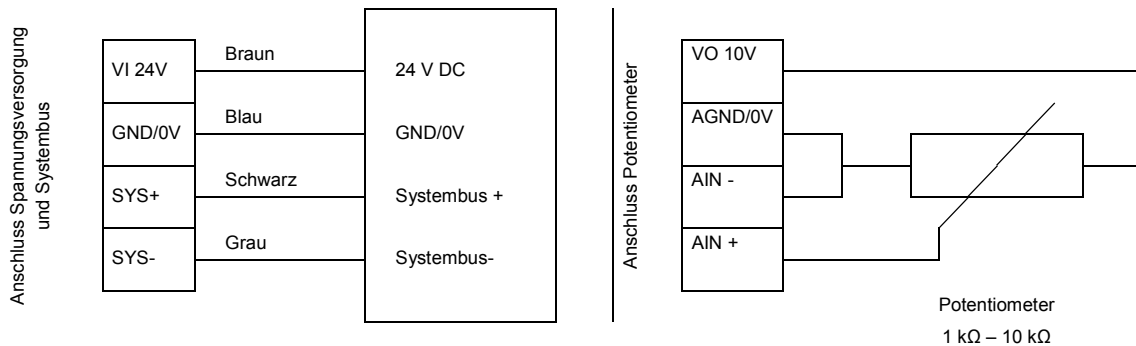 Anschluss Spannungsversorgung
und Systembus
VI 24V
Braun
24 V DC
GND/0V
Blau
GND/0V
SYS+
Schwarz
Systembus +
SYS-
Grau
Systembus-
Anschluss Potentiometer
VO 10V
AGND/0V
AIN -
AIN +
Potentiometer
1 kΩ – 10 kΩ